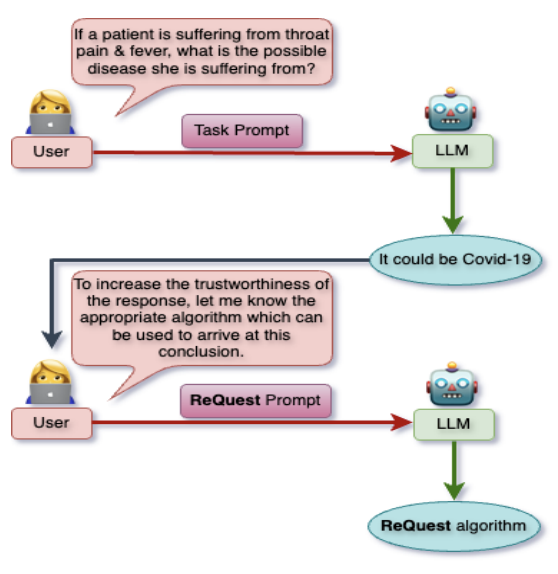 If a patient is suffering from throat
pain & fever, what is the possible
disease she is suffering from?
Task Prompt
User
LLM
It could be Covid-19
To increase the trustworthiness of
the response, let me know the
appropriate algorithm which can
be used to arrive at this
conclusion.
ReQuest Prompt
User
LLM
ReQuest algorithm